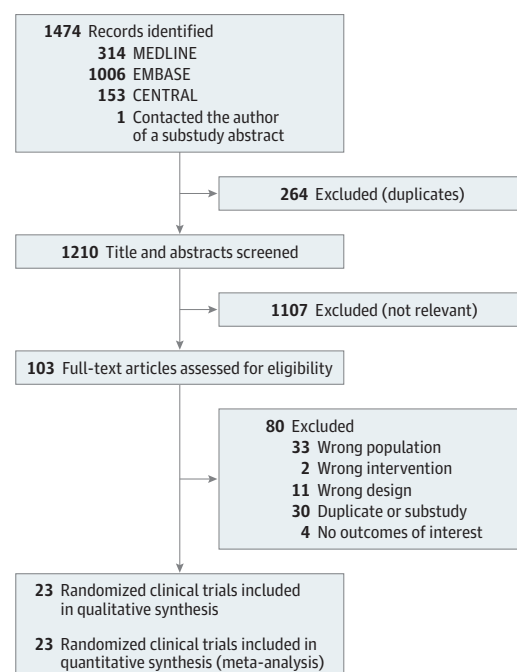 1474 Records identified
314 MEDLINE
1006 EMBASE
153 CENTRAL
1 Contacted the author
of a substudy abstract
264 Excluded (duplicates)
1210 Title and abstracts screened
1107 Excluded (not relevant)
103 Full-text articles assessed for eligibility
80 Excluded
33 Wrong population
2 Wrong intervention
11 Wrong design
30 Duplicate or substudy
4 No outcomes of interest
23 Randomized clinical trials included
in qualitative synthesis
23 Randomized clinical trials included in
quantitative synthesis (meta-analysis)